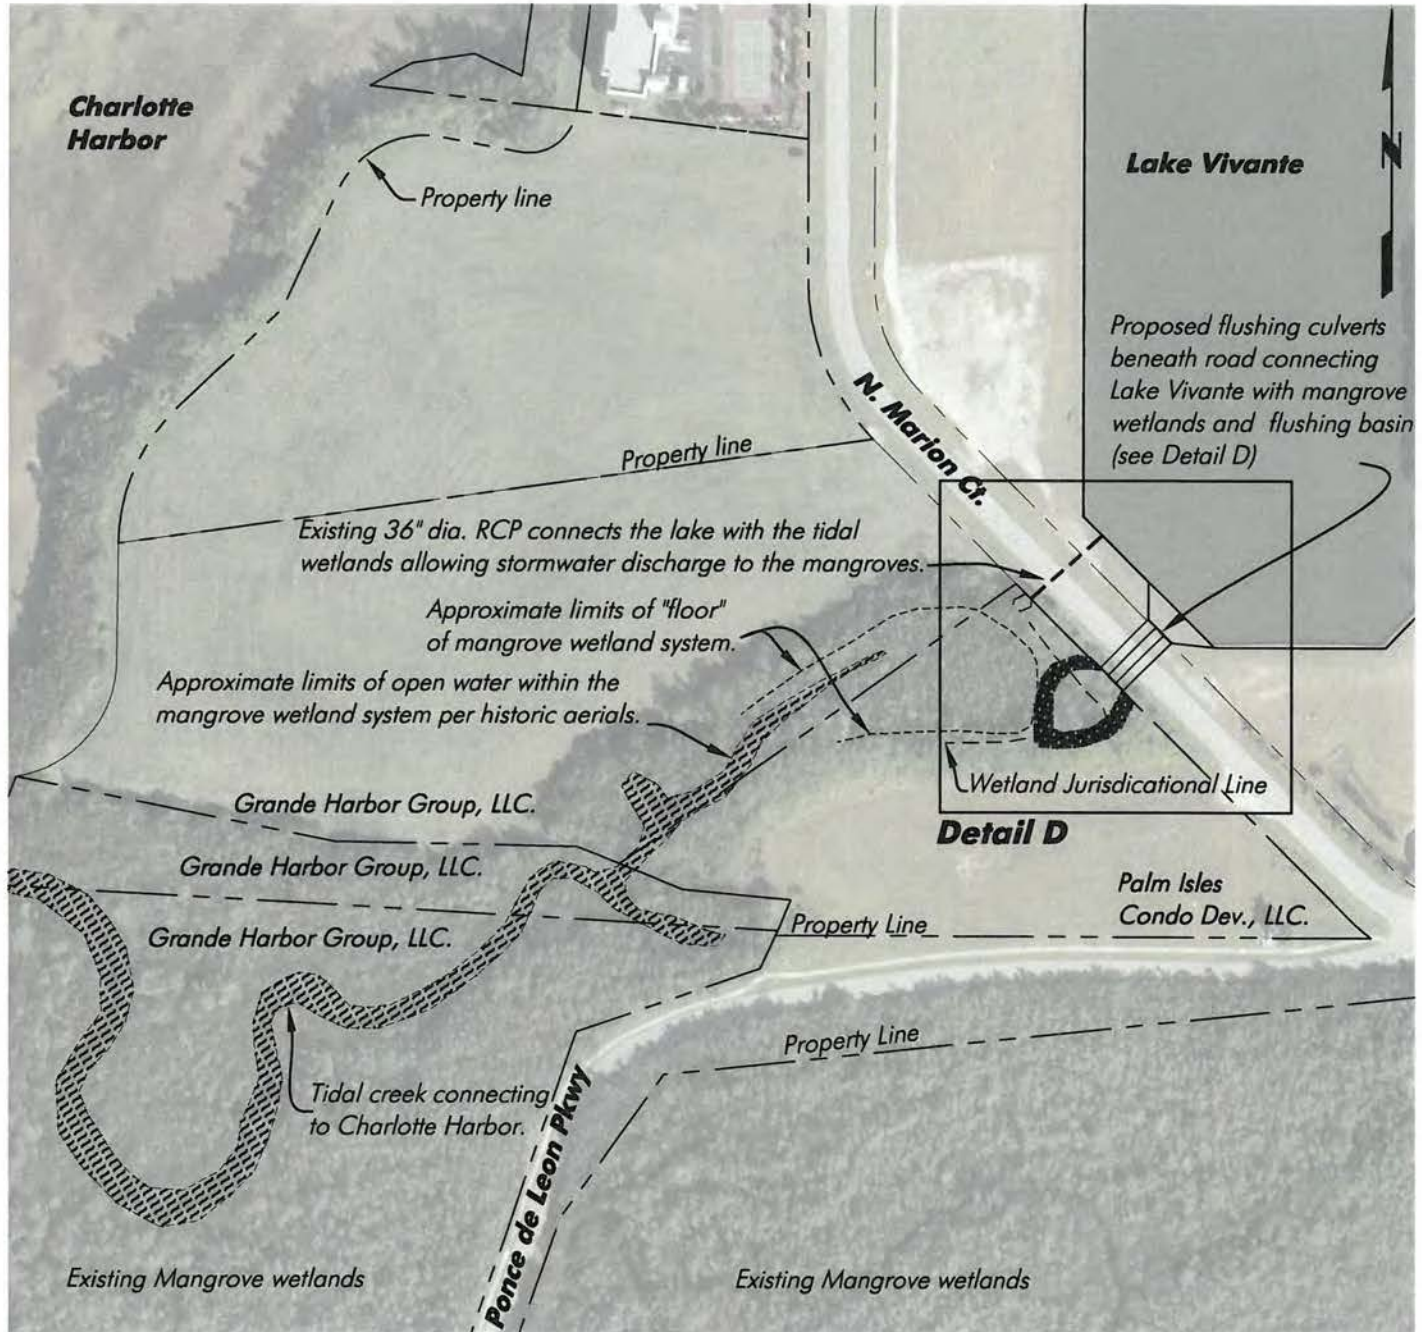 Charlotte
Harbor
N
Lake Vivante
Property line
Proposed flushing culverts
beneath road connecting
Lake Vivante with mangrove
wetlands and flushing basin
(see Detail D)
N. Marion Ct.
Property line
Existing 36" dia. RCP connects the lake with the tidal
wetlands allowing stormwater discharge to the mangroves.
Approximate limits of "floor"
of mangrove wetland system.
Approximate limits of open water within the
mangrove wetland system per historic aerials.
Wetland Jurisdicational Line
Detail D
Grande Harbor Group, LLC.
Grande Harbor Group, LLC.
Grande Harbor Group, LLC.
Palm Isles
Condo Dev., LLC.
Property Line
Property Line
Tidal creek connecting
to Charlotte Harbor.
Ponce de Leon Pkwy
Existing Mangrove wetlands
Existing Mangrove wetlands